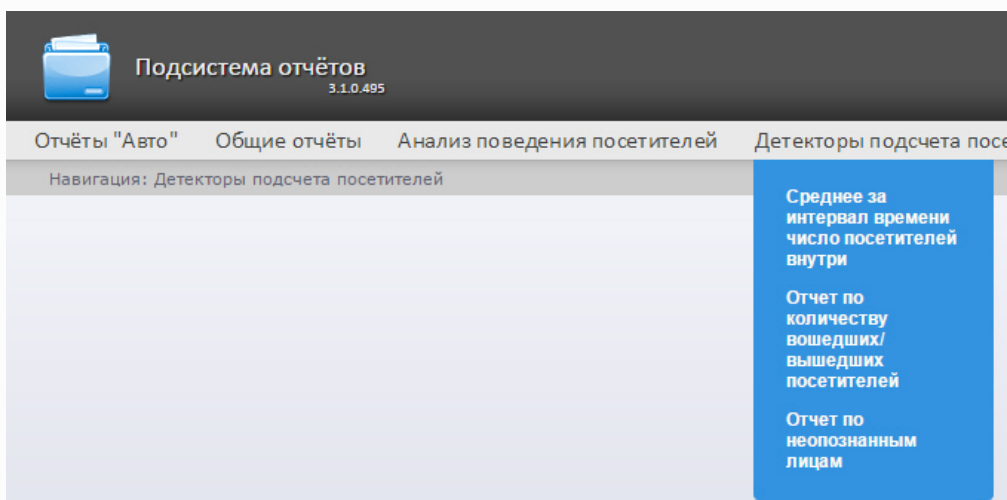 Подсистема отчётов
3.1.0.495
Отчёты "Авто" Общие отчёты Анализ поведения посетителей Детекторы подсчета посе
Навигация: Детекторы подсчета посетителей
Среднее за
интервал времени
число посетителей
внутри
Отчет по
количеству
вошедших/
вышедших
посетителей
Отчет по
неопознанным
лицам